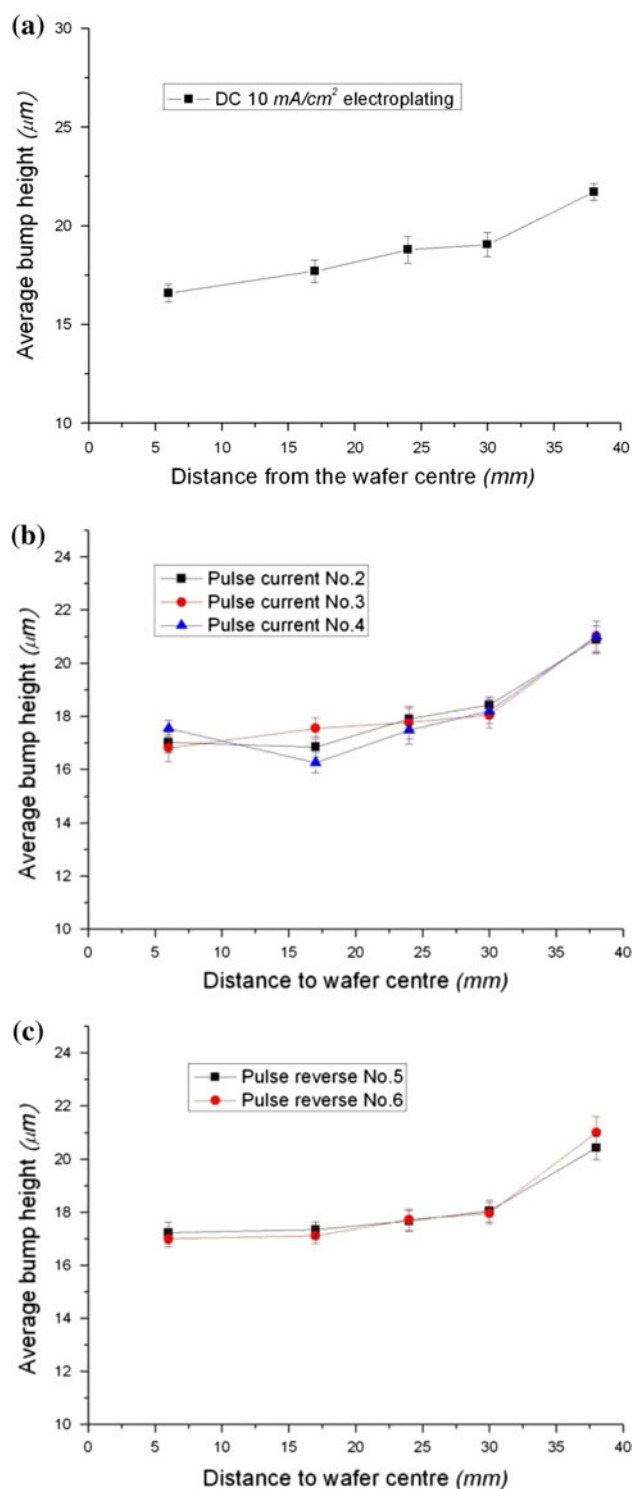 (a)
30
25
20
15
10
Average bump height (μm)
DC 10 mA/cm² electroplating
0 5 10 15 20 25 30 35 40
Distance from the wafer centre (mm)
(b)
24
22
20
18
16
14
12
10
Average bump height (μm)
Pulse current No.2
Pulse current No.3
Pulse current No.4
0 5 10 15 20 25 30 35 40
Distance to wafer centre (mm)
(c)
24
22
20
18
16
14
12
10
Average bump height (μm)
Pulse reverse No.5
Pulse reverse No.6
0 5 10 15 20 25 30 35 40
Distance to wafer centre (mm)